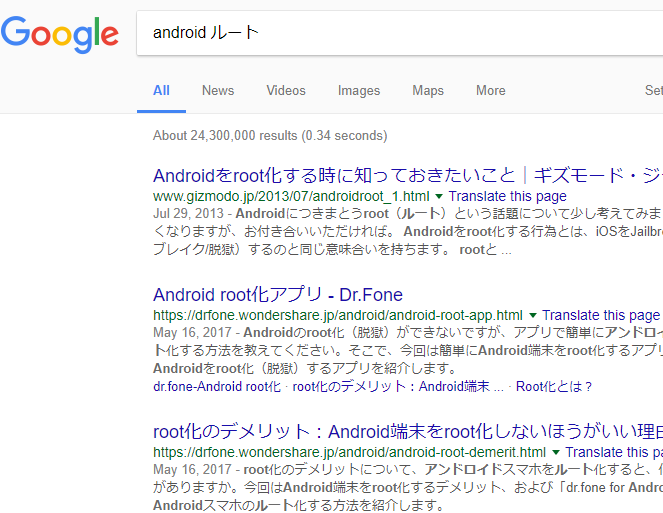 Google
android ルート
All News Videos Images Maps More
About 24,300,000 results (0.34 seconds)
Androidをroot化する時に知っておきたいこと｜ギズモード・ジ
www.gizmodo.jp/2013/07/androidroot_1.html ▼ Translate this page
Jul 29, 2013 - Androidにつきまとうroot（ルート）という話題について少し考えてみま
くなりますが、お付き合いいただければ。 Androidをroot化する行為とは、iOSをJailbre
ブレイク/脱獄）するのと同じ意味合いを持ちます。 rootと ...
Android root化アプリ - Dr.Fone
https://drfone.wondershare.jp/android/android-root-app.html ▼ Translate this page
May 16, 2017 - Androidのroot化（脱獄）ができないですが、アプリで簡単にアンドロイ
ト化する方法を教えてください。そこで、今回は簡単にAndroid端末をroot化するアプリ
Androidをroot化（脱獄）するアプリを紹介します。
dr.fone-Android root化 · root化のデメリット：Android端末 ... · Root化とは？
root化のデメリット：Android端末をroot化しないほうがいい理由
https://drfone.wondershare.jp/android/android-root-demerit.html ▼ Translate this pa
May 16, 2017 - root化のデメリットについて、アンドロイドスマホをルート化すると、
がありますか。今回はAndroid端末をroot化するデメリット、および「dr.fone for Andro
Androidスマホのルート化する方法を紹介します。